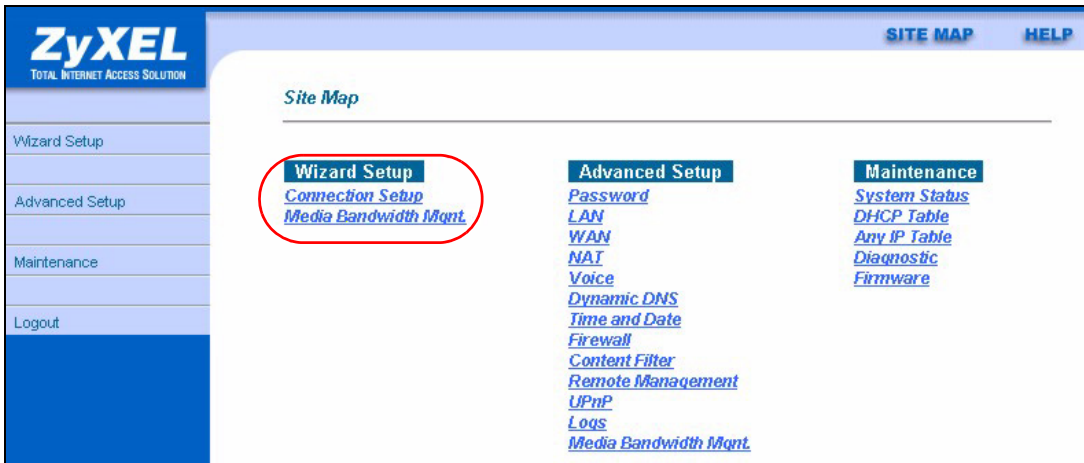 ZyXEL
TOTAL INTERNET ACCESS SOLUTION
SITE MAP
HELP
Wizard Setup
Advanced Setup
Maintenance
Logout
Site Map
Wizard Setup
Connection Setup
Media Bandwidth Mgnt.
Advanced Setup
Password
LAN
WAN
NAT
Voice
Dynamic DNS
Time and Date
Firewall
Content Filter
Remote Management
UPnP
Logs
Media Bandwidth Mgnt.
Maintenance
System Status
DHCP Table
Any IP Table
Diagnostic
Firmware